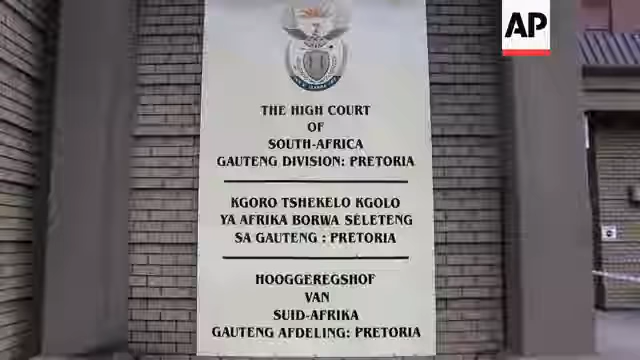 AP
THE HIGH COURT
OF
SOUTH-AFRICA
GAUTENG DIVISION: PRETORIA
KGORO TSHEKELO KGOLO
YA AFRIKA BORWA SELETENG
SA GAUTENG : PRETORIA
HOOGGEREGSHOF
VAN
SUID-AFRIKA
GAUTENG AFDELING: PRETORIA